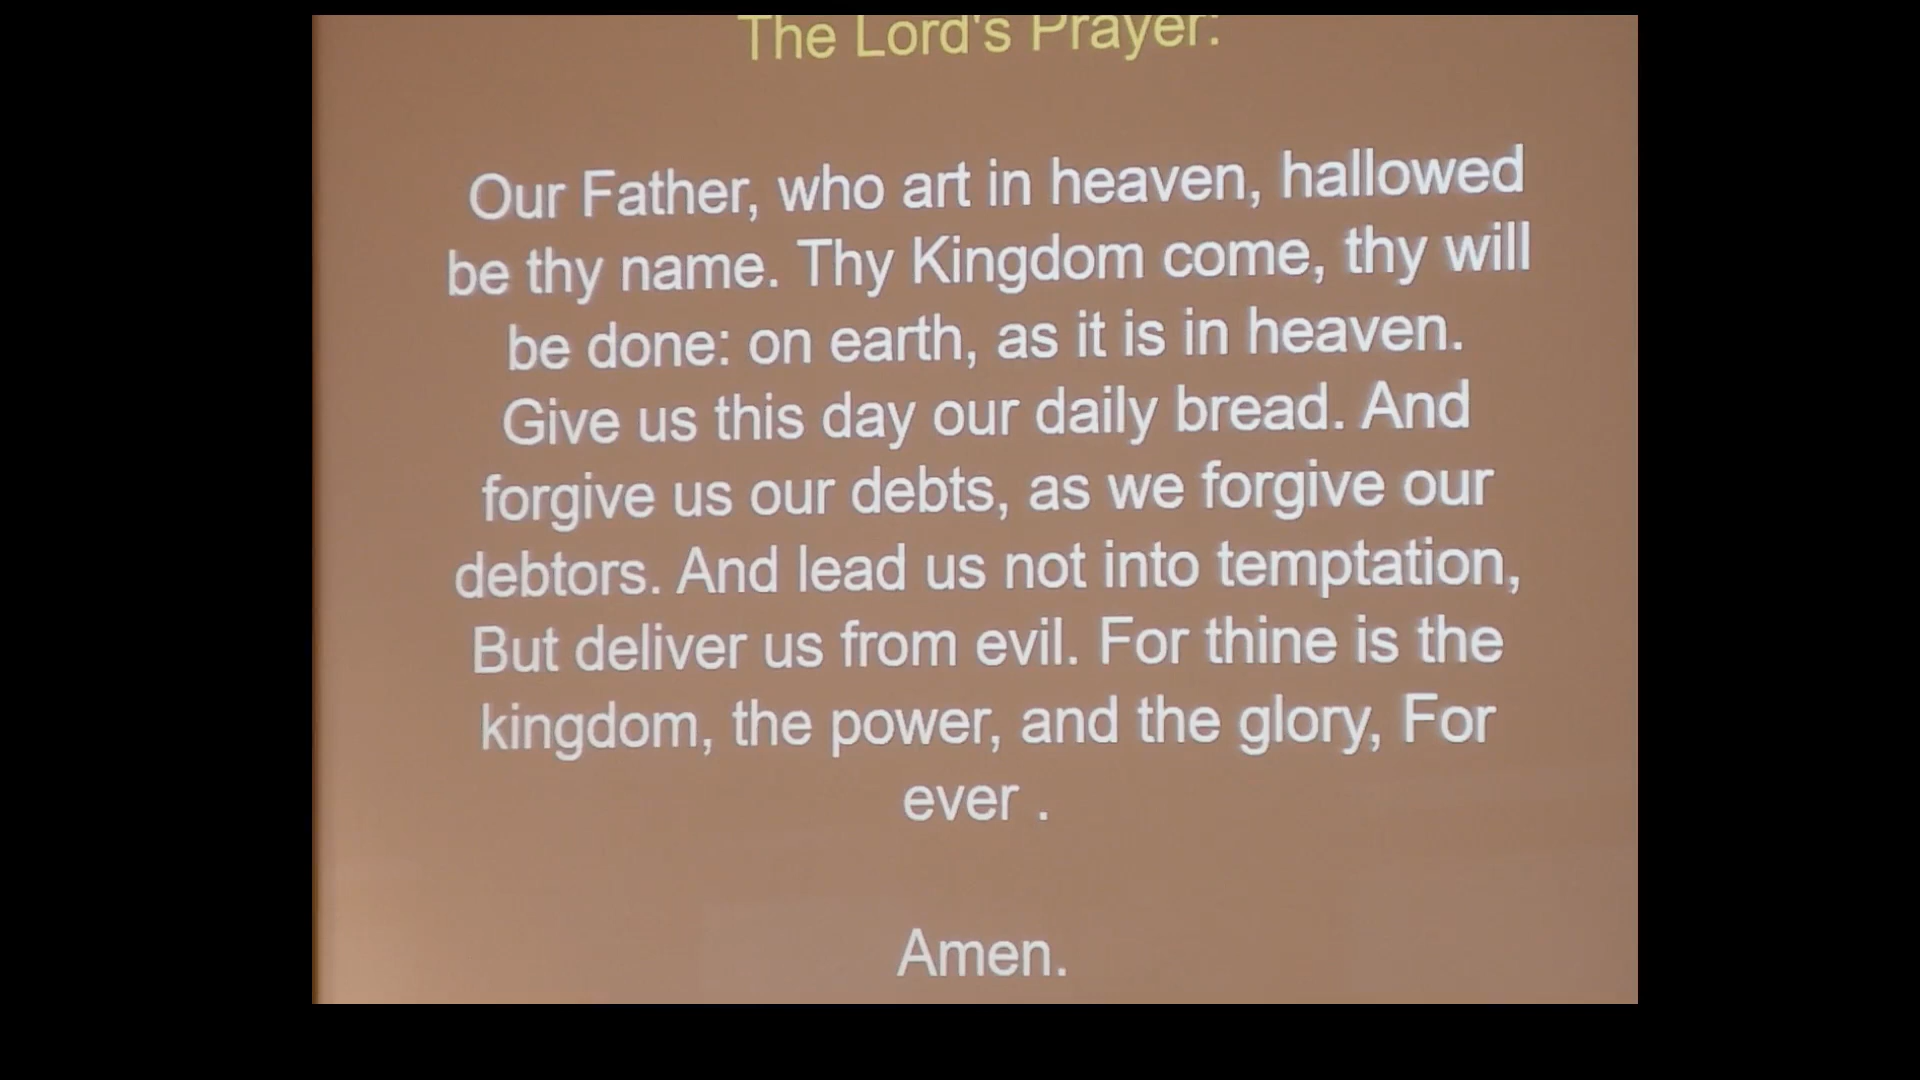 The Lord's Prayer:
Our Father, who art in heaven, hallowed
be thy name. Thy Kingdom come, thy will
be done: on earth, as it is in heaven.
Give us this day our daily bread. And
forgive us our debts, as we forgive our
debtors. And lead us not into temptation,
But deliver us from evil. For thine is the
kingdom, the power, and the glory, For
ever .
Amen.